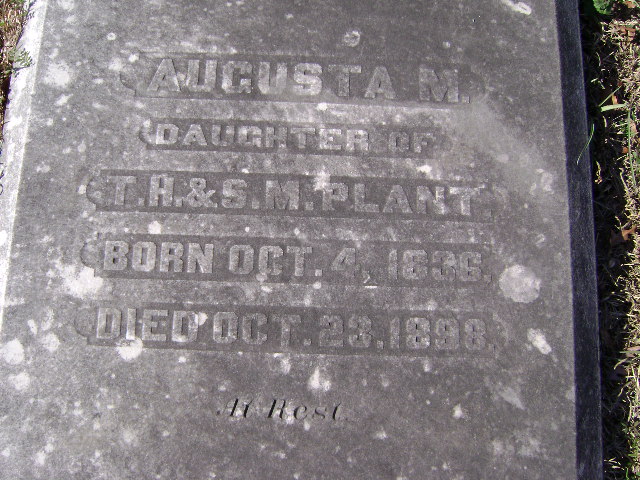 AUGUSTA M.
DAUGHTER OF
T.H.& S.M. PLANT.
BORN OCT. 4, 1836,
DIED OCT. 23, 1898.
At Rest.